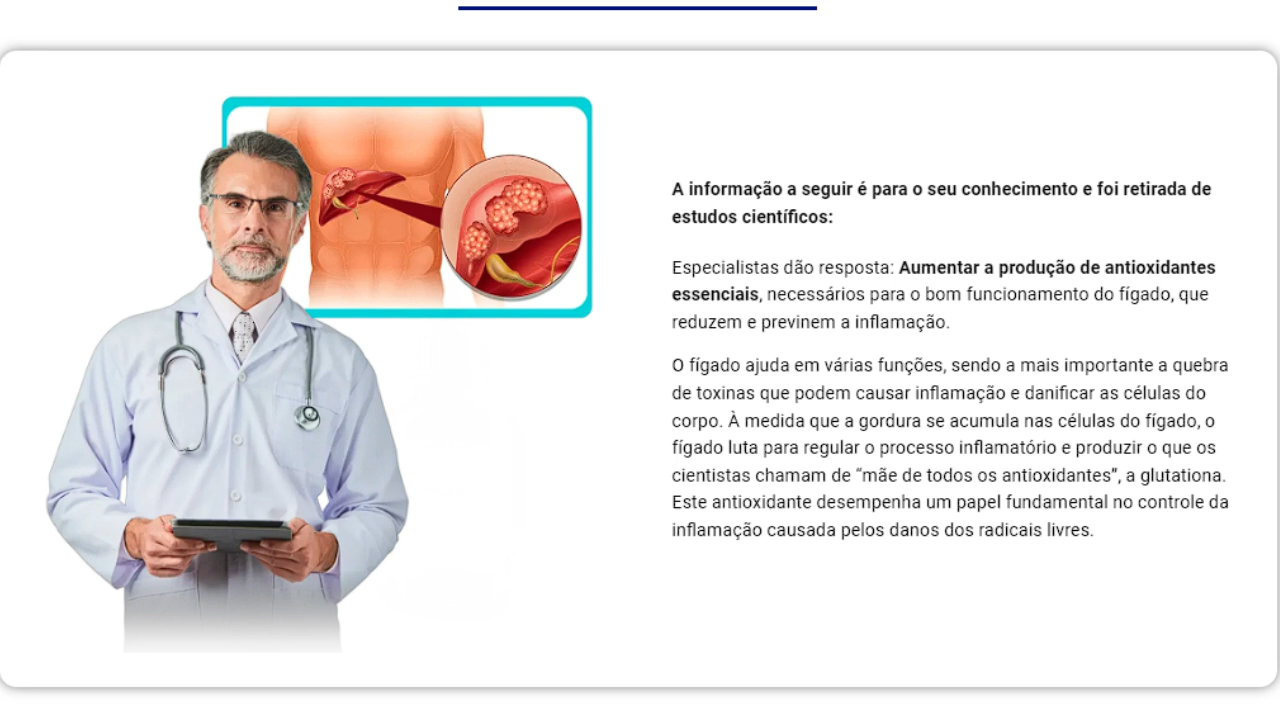 A informação a seguir é para o seu conhecimento e foi retirada de
estudos científicos:
Especialistas dão resposta: Aumentar a produção de antioxidantes
essenciais, necessários para o bom funcionamento do fígado, que
reduzem e previnem a inflamação.
O fígado ajuda em várias funções, sendo a mais importante a quebra
de toxinas que podem causar inflamação e danificar as células do
corpo. À medida que a gordura se acumula nas células do fígado, o
fígado luta para regular o processo inflamatório e produzir o que os
cientistas chamam de “mãe de todos os antioxidantes”, a glutationa.
Este antioxidante desempenha um papel fundamental no controle da
inflamação causada pelos danos dos radicais livres.